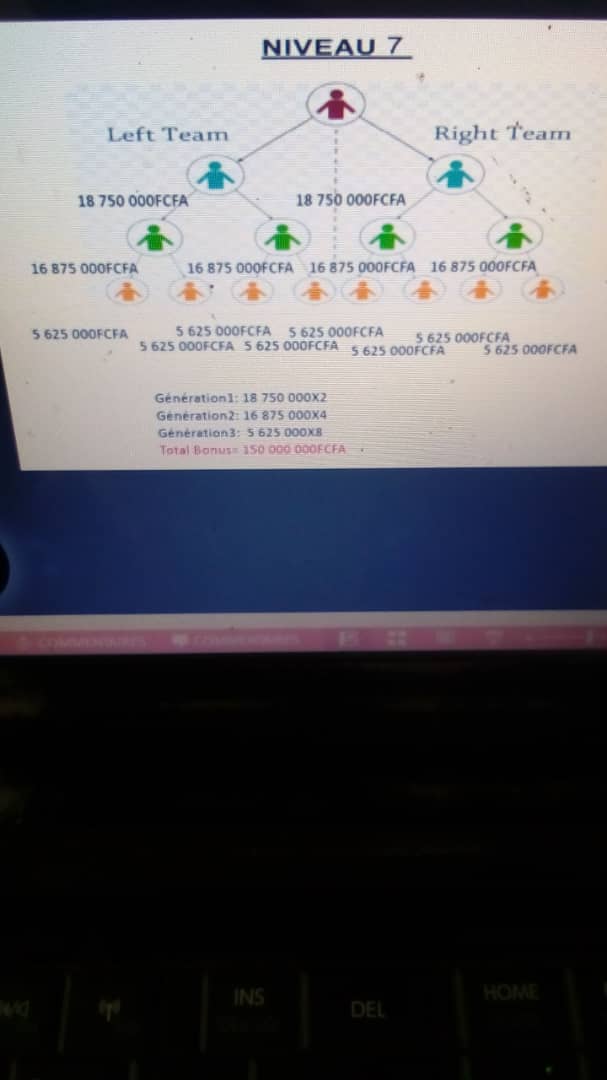 NIVEAU 7
Left Team
Right Team
18 750 000FCFA
18 750 000FCFA
16 875 000FCFA
16 875 000FCFA
16 875 000FCFA
16 875 000FCFA
5 625 000FCFA
5 625 000FCFA
5 625 000FCFA
5 625 000FCFA
5 625 000FCFA
5 625 000FCFA
5 625 000FCFA
5 625 000FCFA
Génération1: 18 750 000X2
Génération2: 16 875 000X4
Génération3: 5 625 000X8
Total Bonus= 150 000 000FCFA
COMMENTAIRES
INS
DEL
HOME